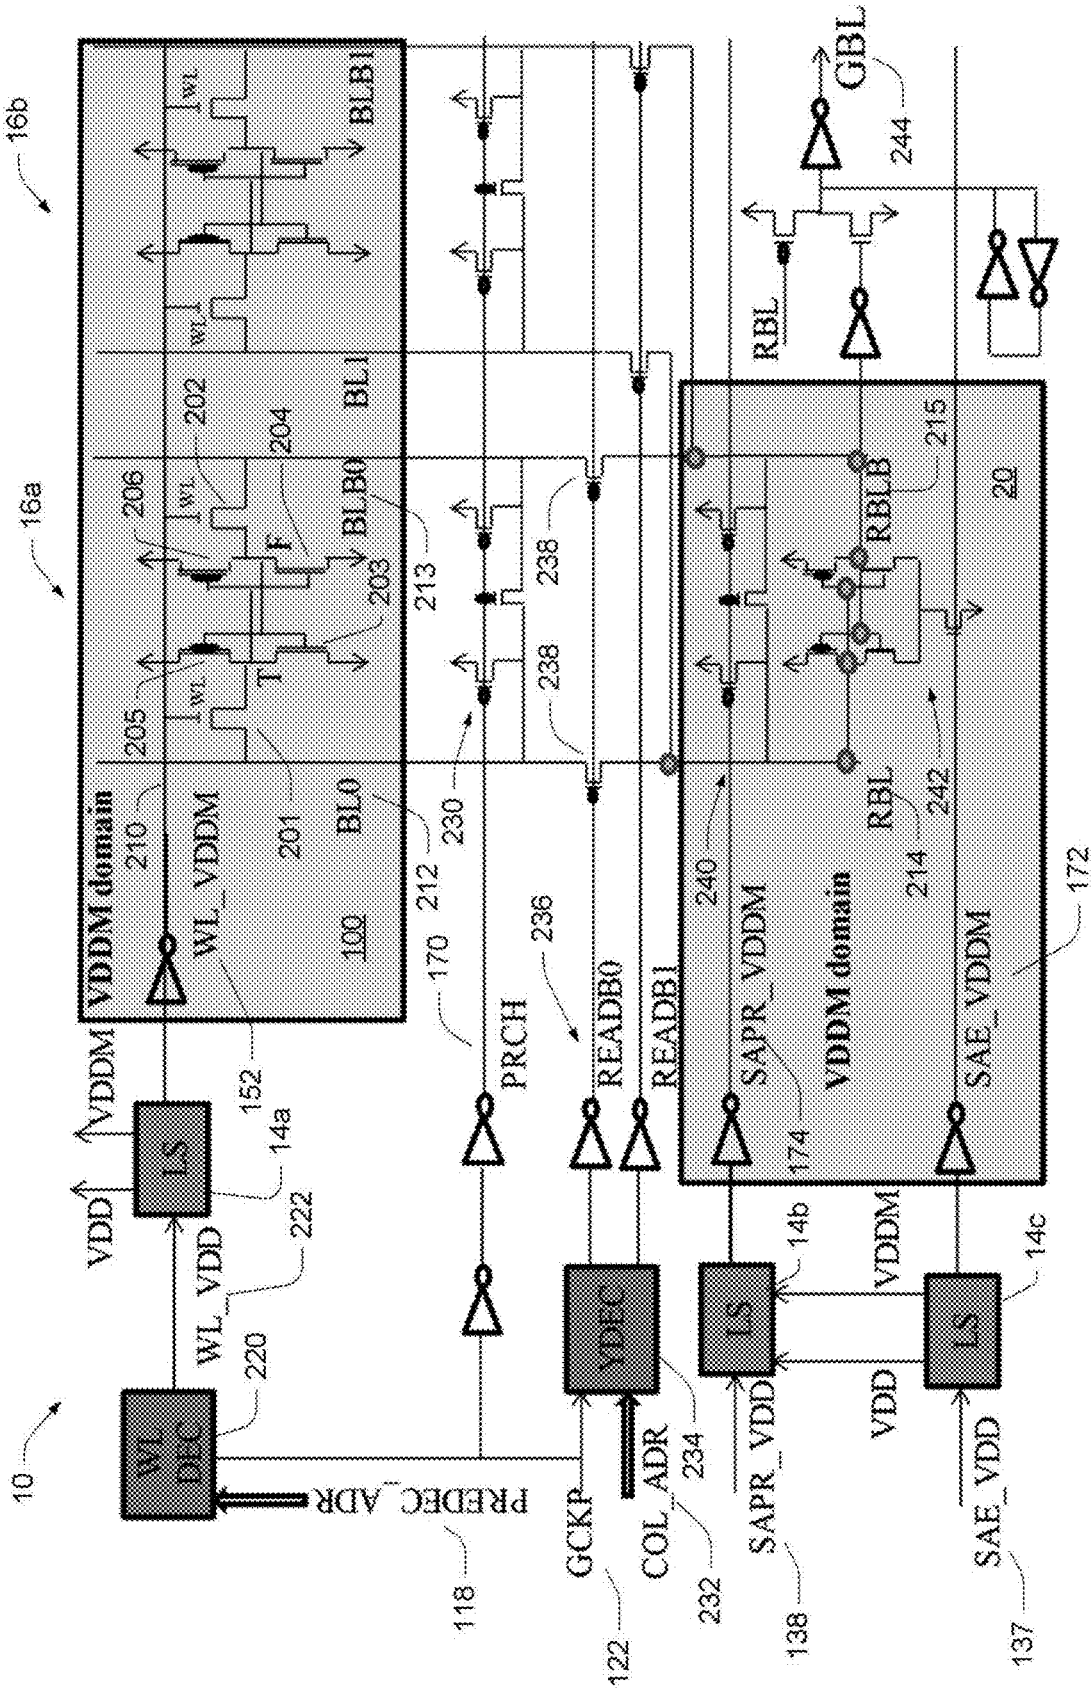 10
16a
16b
WL
DEC
220
WL_VDD
222
PREDEC_ADR
118
VDD
VDDM
LS
14a
152
VDDM domain
WL_VDDM
210
100
205
206
WL
WL
202
WL
WL
201
T
F
203
204
BL0
212
BLB0
213
BL1
BLB1
170
PRCH
230
GCKP
122
COL_ADR
232
YDEC
234
READB0
READB1
236
238
238
SAPR_VDD
138
LS
14b
VDD
VDDM
SAPR_VDDM
174
240
VDDM domain
RBL
214
RBLB
215
242
20
SAE_VDD
137
LS
14c
SAE_VDDM
172
RBL
GBL
244